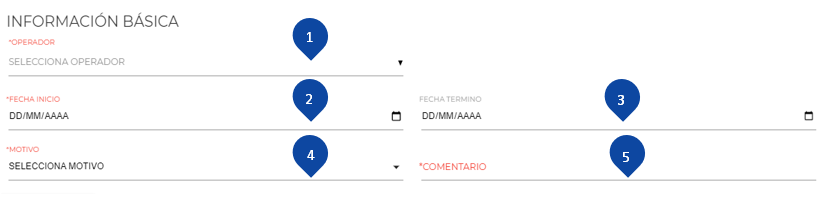 INFORMACIÓN BÁSICA
*OPERADOR
1
SELECCIONA OPERADOR
*FECHA INICIO
2
FECHA TERMINO
3
DD/MM/AAAA
DD/MM/AAAA
*MOTIVO
4
5
SELECCIONA MOTIVO
*COMENTARIO